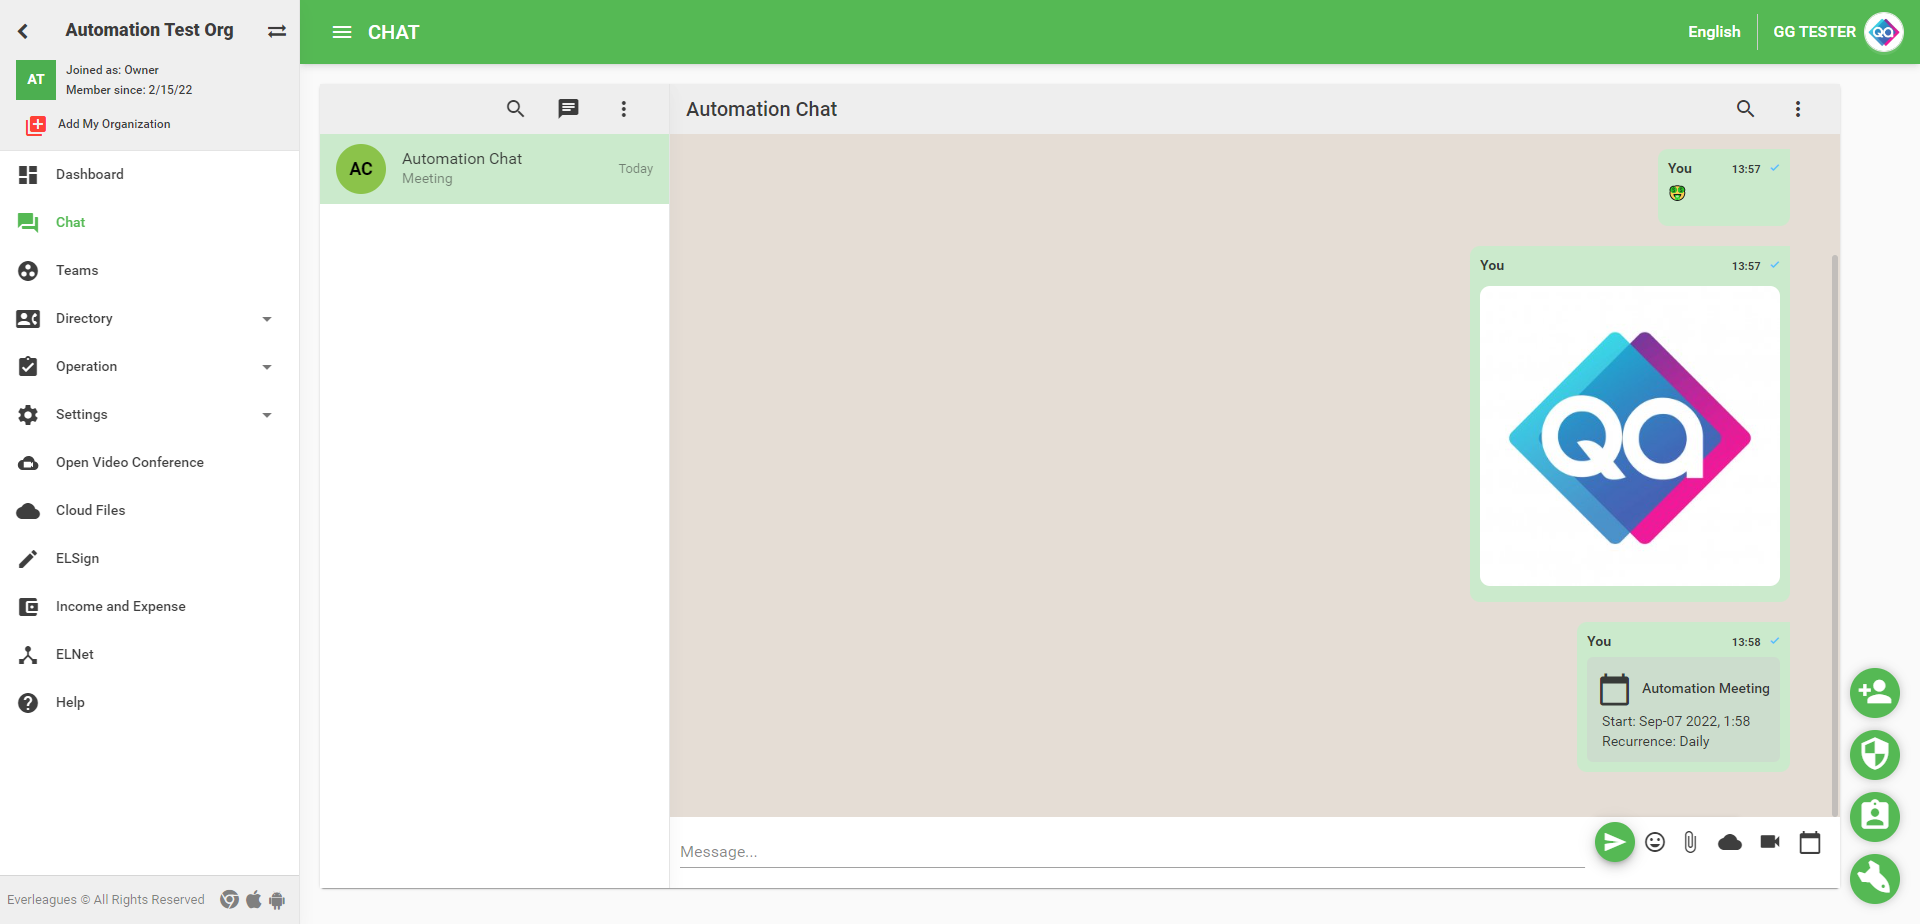 Automation Test Org
AT
Joined as: Owner
Member since: 2/15/22
Add My Organization
Dashboard
Chat
Teams
Directory
Operation
Settings
Open Video Conference
Cloud Files
ELSign
Income and Expense
ELNet
Help
Everleagues © All Rights Reserved
CHAT
English
GG TESTER
QA
AC
Automation Chat
Meeting
Today
Automation Chat
You 13:57
You 13:57
Qa
You 13:58
Automation Meeting
Start: Sep-07 2022, 1:58
Recurrence: Daily
Message...